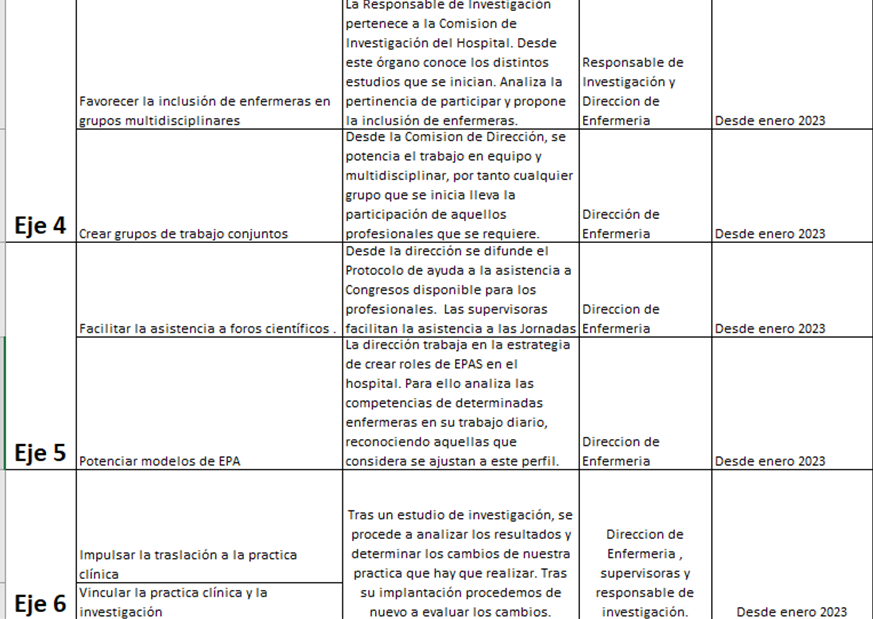 La Responsable de Investigación
pertenece a la Comision de
Investigación del Hospital. Desde
este órgano conoce los distintos
estudios que se inician. Analiza la
pertinencia de participar y propone
la inclusión de enfermeras.
Favorecer la inclusión de enfermeras en
grupos multidisciplinares
Responsable de
Investigación y
Direccion de
Enfermeria
Desde enero 2023
Eje 4
Crear grupos de trabajo conjuntos
Desde la Comision de Dirección, se
potencia el trabajo en equipo y
multidisciplinar, por tanto cualquier
grupo que se inicia lleva la
participación de aquellos
profesionales que se requiere.
Dirección de
Enfermeria
Desde enero 2023
Facilitar la asistencia a foros científicos .
Desde la dirección se difunde el
Protocolo de ayuda a la asistencia a
Congresos disponible para los
profesionales. Las supervisoras
facilitan la asistencia a las Jornadas
Direccion de
Enfermeria
Desde enero 2023
Eje 5
Potenciar modelos de EPA
La dirección trabaja en la estrategia
de crear roles de EPAS en el
hospital. Para ello analiza las
competencias de determinadas
enfermeras en su trabajo diario,
reconociendo aquellas que
considera se ajustan a este perfil.
Direccion de
Enfermeria
Desde enero 2023
Eje 6
Impulsar la traslación a la practica
clínica
Vincular la practica clínica y la
investigación
Tras un estudio de investigación, se
procede a analizar los resultados y
determinar los cambios de nuestra
practica que hay que realizar. Tras
su implantación procedemos de
nuevo a evaluar los cambios.
Direccion de
Enfermeria ,
supervisoras y
responsable de
investigación.
Desde enero 2023